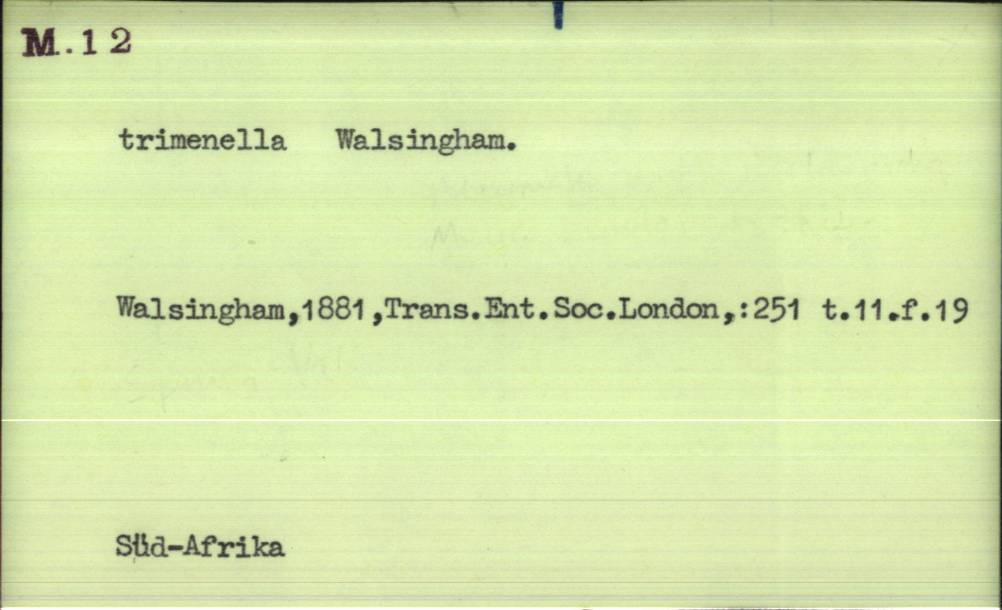 M.12
trimenella Walsingham.
Walsingham,1881,Trans.Ent.Soc.London,:251 t.11.f.19
Süd-Afrika